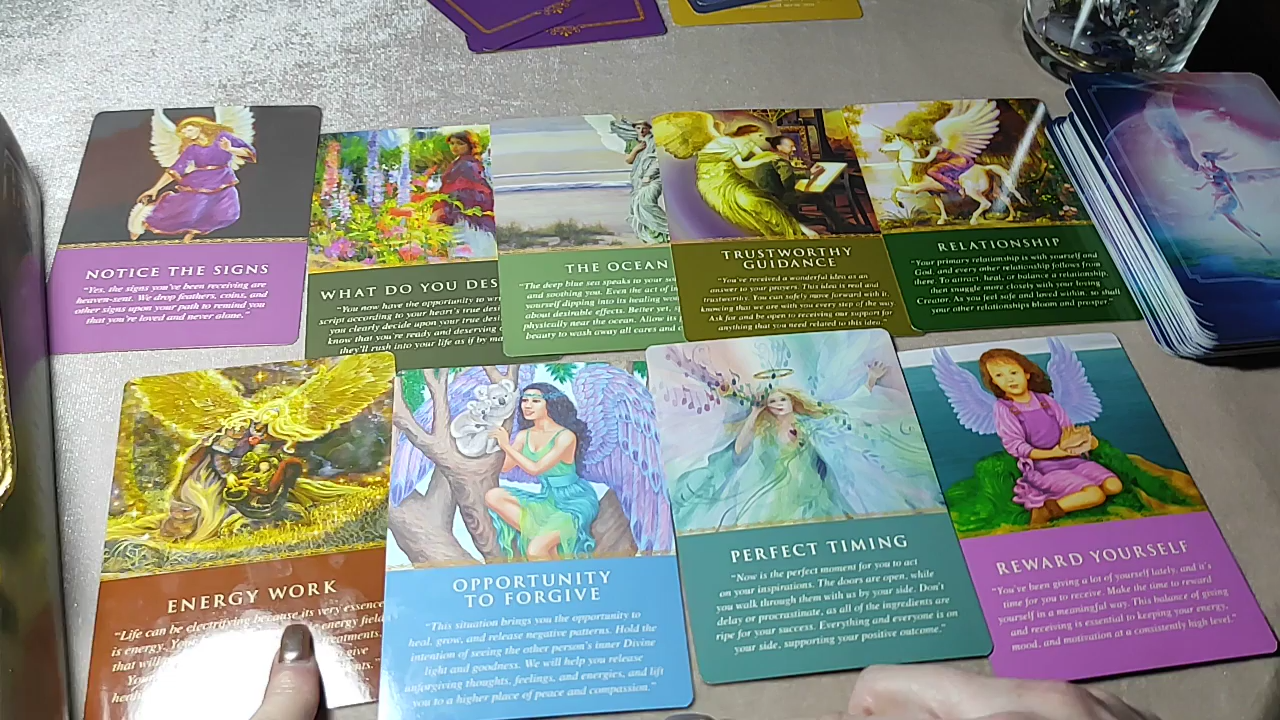 NOTICE THE SIGNS
"Yes, the signs you've been receiving are
heaven-sent. We drop feathers, coins, and
other signs upon your path to remind you
that you're loved and never alone."
WHAT DO YOU DES
"You now have the opportunity to wr
script according to your heart's true desi
you clearly decide upon your true desi
know that you're ready and deserving o
they'll rush into your life as if by ma
THE OCEAN
"The deep blue sea speaks to your so
and soothing you. Even the act of i
yourself dipping into its healing wa
about desirable effects. Better yet, s
physically near the ocean. Allow its
beauty to wash away all cares and c
TRUSTWORTHY
GUIDANCE
"You've received a wonderful idea as an
answer to your prayers. This idea is real and
trustworthy. You can safely move forward with it,
knowing that we are with you every step of the way.
Ask for and be open to receiving our support for
anything that you need related to this idea."
RELATIONSHIP
"Your primary relationship is with yourself and
God, and every other relationship follows from
there. To attract, heal, or balance a relationship,
then snuggle more closely with your loving
Creator. As you feel safe and loved within, so shall
your other relationships bloom and prosper."
ENERGY WORK
"Life can be electrifying because its very essence
is energy. You energy field
that will treatments.
You give
heal ents."
OPPORTUNITY
TO FORGIVE
"This situation brings you the opportunity to
heal, grow, and release negative patterns. Hold the
intention of seeing the other person's inner Divine
light and goodness. We will help you release
unforgiving thoughts, feelings, and energies, and lift
you to a higher place of peace and compassion."
PERFECT TIMING
"Now is the perfect moment for you to act
on your inspirations. The doors are open, while
you walk through them with us by your side. Don't
delay or procrastinate, as all of the ingredients are
ripe for your success. Everything and everyone is on
your side, supporting your positive outcome."
REWARD YOURSELF
"You've been giving a lot of yourself lately, and it's
time for you to receive. Make the time to reward
yourself in a meaningful way. This balance of giving
and receiving is essential to keeping your energy,
mood, and motivation at a consistently high level."